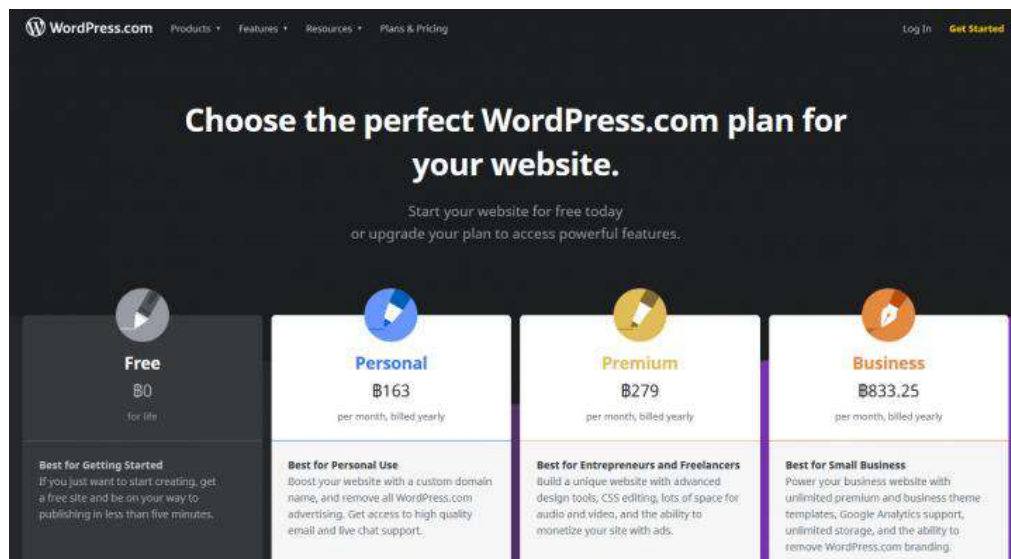 WordPress.com Products Features Resources Plans & Pricing Log In Get Started
Choose the perfect WordPress.com plan for
your website.
Start your website for free today
or upgrade your plan to access powerful features.
Free
฿0
for life
Best for Getting Started
If you just want to start creating, get
a free site and be on your way to
publishing in less than five minutes.
Personal
฿163
per month, billed yearly
Best for Personal Use
Boost your website with a custom domain
name, and remove all WordPress.com
advertising. Get access to high quality
email and live chat support.
Premium
฿279
per month, billed yearly
Best for Entrepreneurs and Freelancers
Build a unique website with advanced
design tools, CSS editing, lots of space for
audio and video, and the ability to
monetize your site with ads.
Business
฿833.25
per month, billed yearly
Best for Small Business
Power your business website with
unlimited premium and business theme
templates, Google Analytics support,
unlimited storage, and the ability to
remove WordPress.com branding.